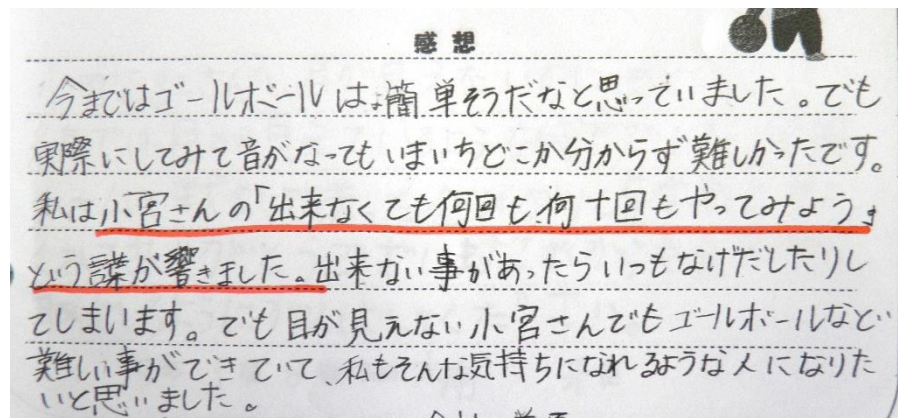 感想
今まではゴールボールは簡単そうだなと思っていました。でも
実際にしてみて音がなってもいまいちどこか分からず難しかったです。
私は小宮さんの「出来なくても何回も何十回もやってみよう」
という葉が響きました。出来ない事があったらいつもなげだしたりし
てしまいます。でも目が見えない小宮さんでもゴールボールなど
難しい事ができていて、私もそんな気持ちになれるような人になりた
いと思いました。